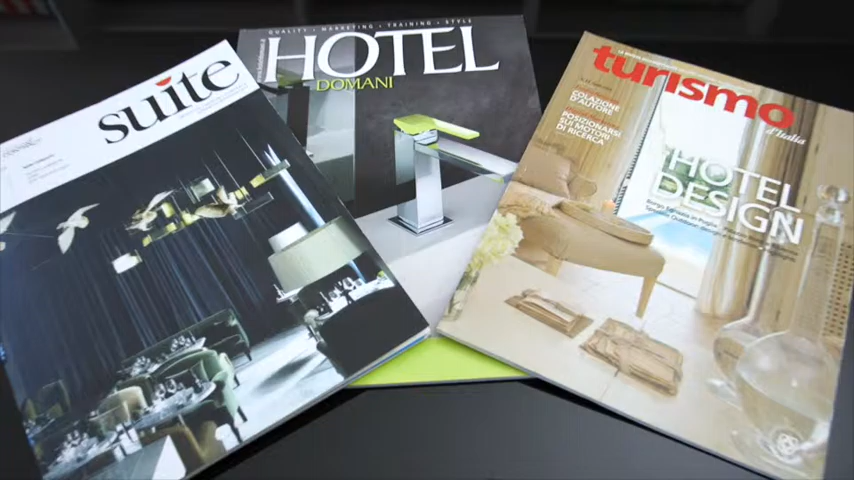 suite
QUALITY • MARKETING • TRAINING • STYLE
HOTEL
DOMANI
turismo
d'Italia
COLAZIONE
D'AUTORE
POSIZIONARSI
SUI MOTORI
DI RICERCA
HOTEL
DESIGN